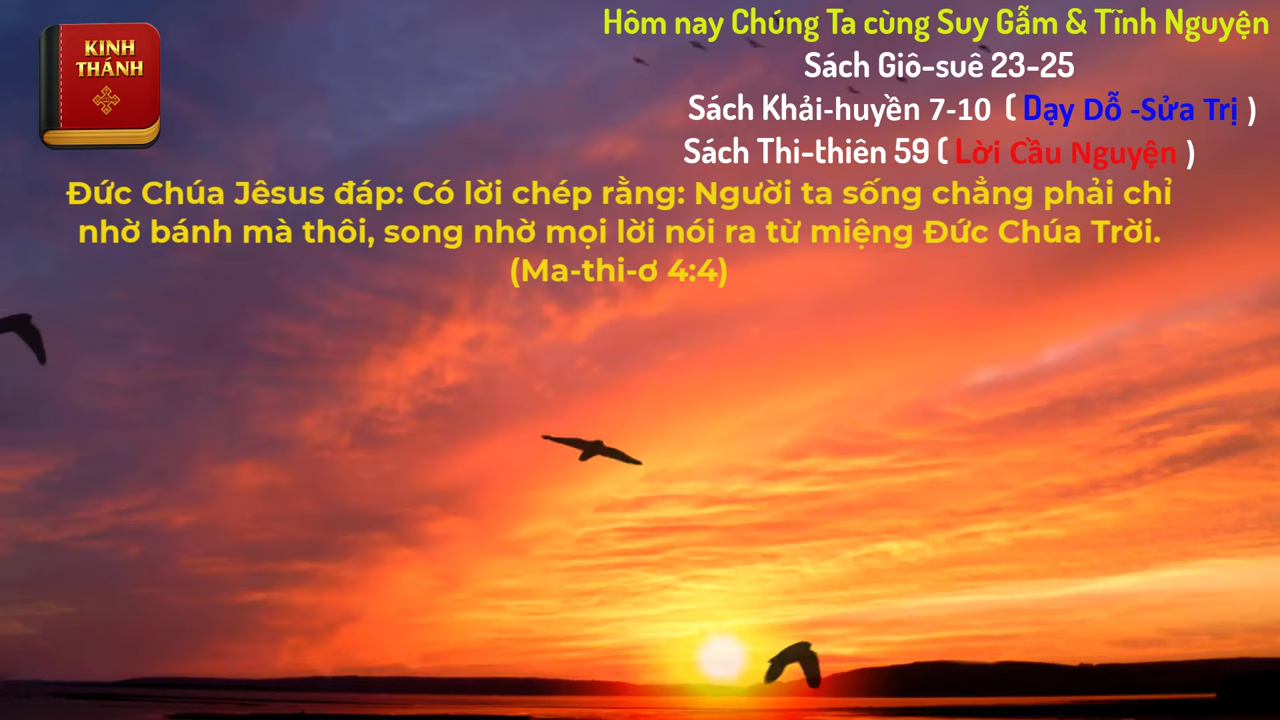 KINH
THÁNH
Hôm nay Chúng Ta cùng Suy Gẫm & Tĩnh Nguyện
Sách Giô-suê 23-25
Sách Khải-huyền 7-10 ( Dạy Dỗ -Sửa Trị )
Sách Thi-thiên 59 ( Lời Cầu Nguyện )
Đức Chúa Jêsus đáp: Có lời chép rằng: Người ta sống chẳng phải chỉ
nhờ bánh mà thôi, song nhờ mọi lời nói ra từ miệng Đức Chúa Trời.
(Ma-thi-ơ 4:4)